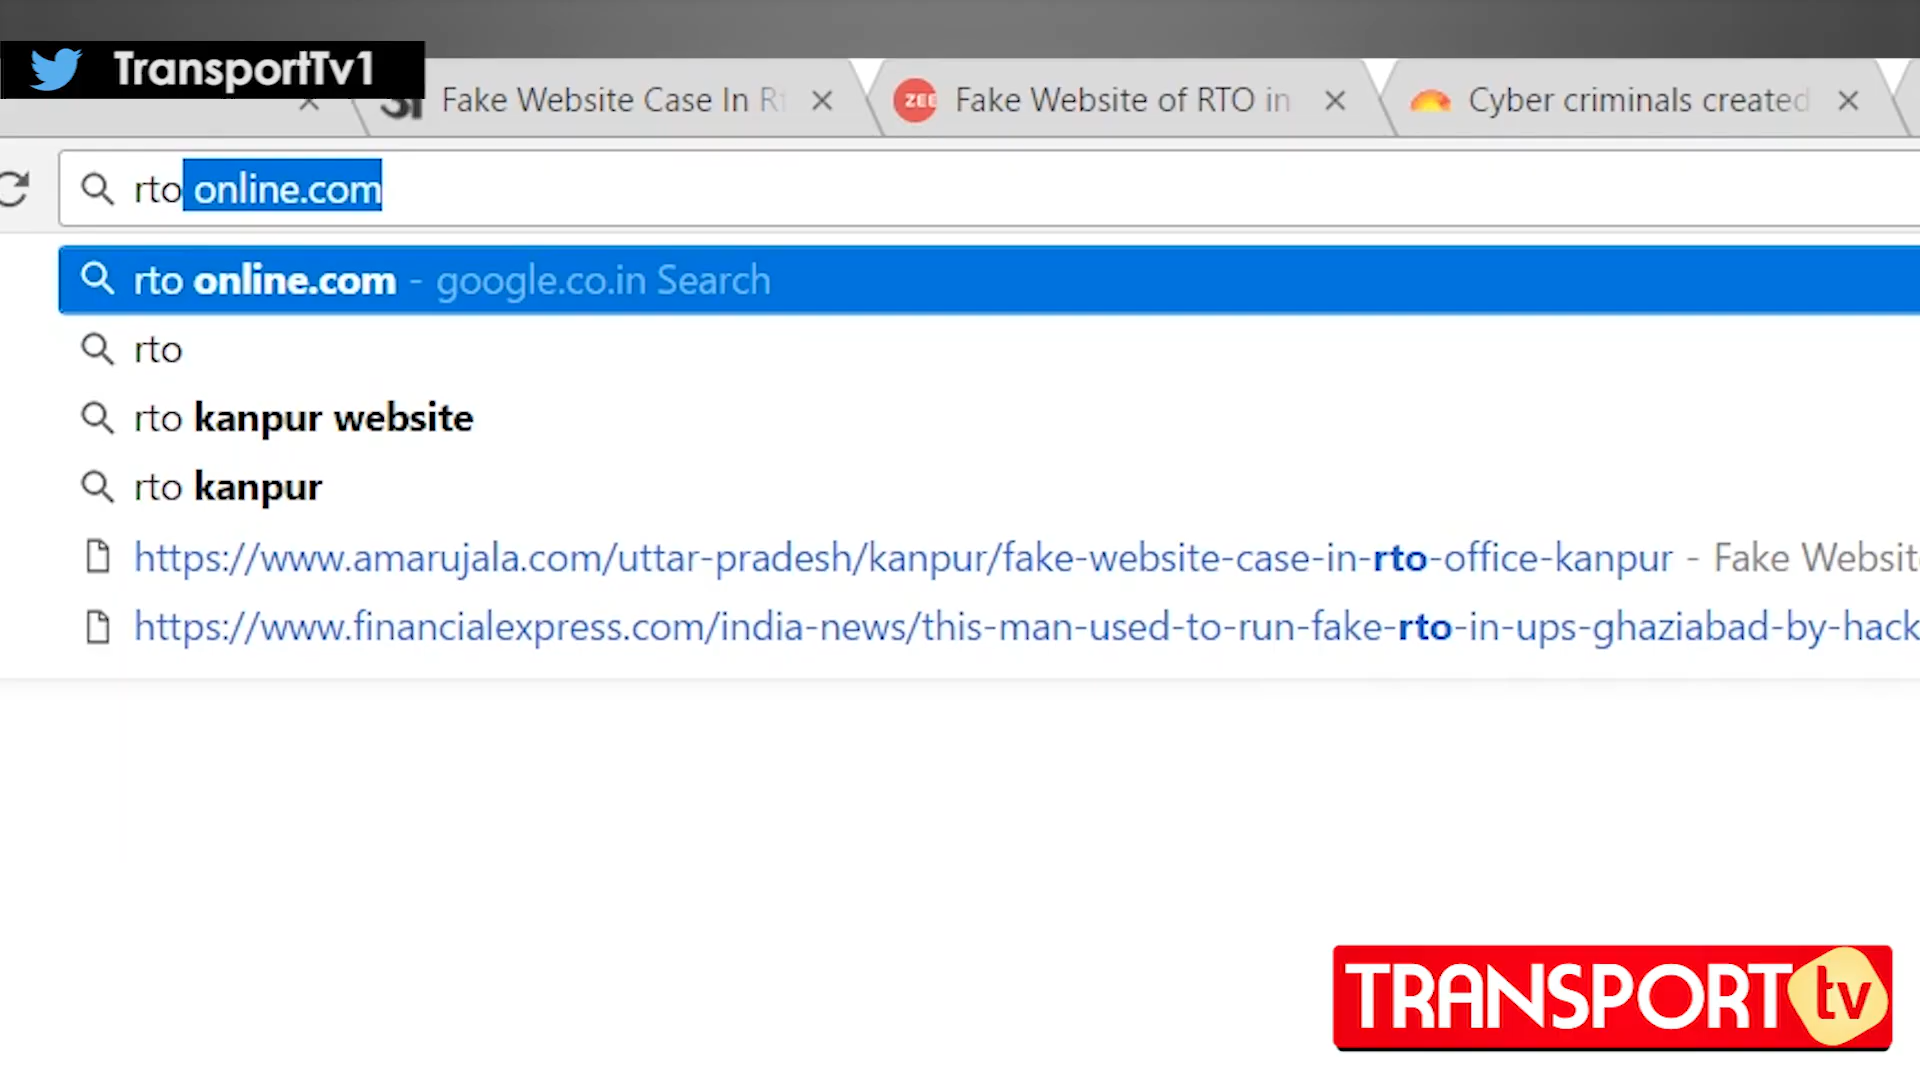 TransportTv1
Fake Website Case In Rt
ZEE
Fake Website of RTO in
Cyber criminals created
rto online.com
rto online.com - google.co.in Search
rto
rto kanpur website
rto kanpur
https://www.amarujala.com/uttar-pradesh/kanpur/fake-website-case-in-rto-office-kanpur - Fake Websit
https://www.financialexpress.com/india-news/this-man-used-to-run-fake-rto-in-ups-ghaziabad-by-hack
TRANSPORT tv